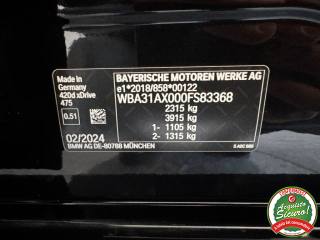 Made in
Germany
420d xDrive
475
0.51
02/2024
BMW AG DE-80788 MÜNCHEN
BAYERISCHE MOTOREN WERKE AG
e1*2018/858*00122
WBA31AX000FS83368
2315 kg
3915 kg
1- 1105 kg
2- 1315 kg
Acquisto
Sicuro!